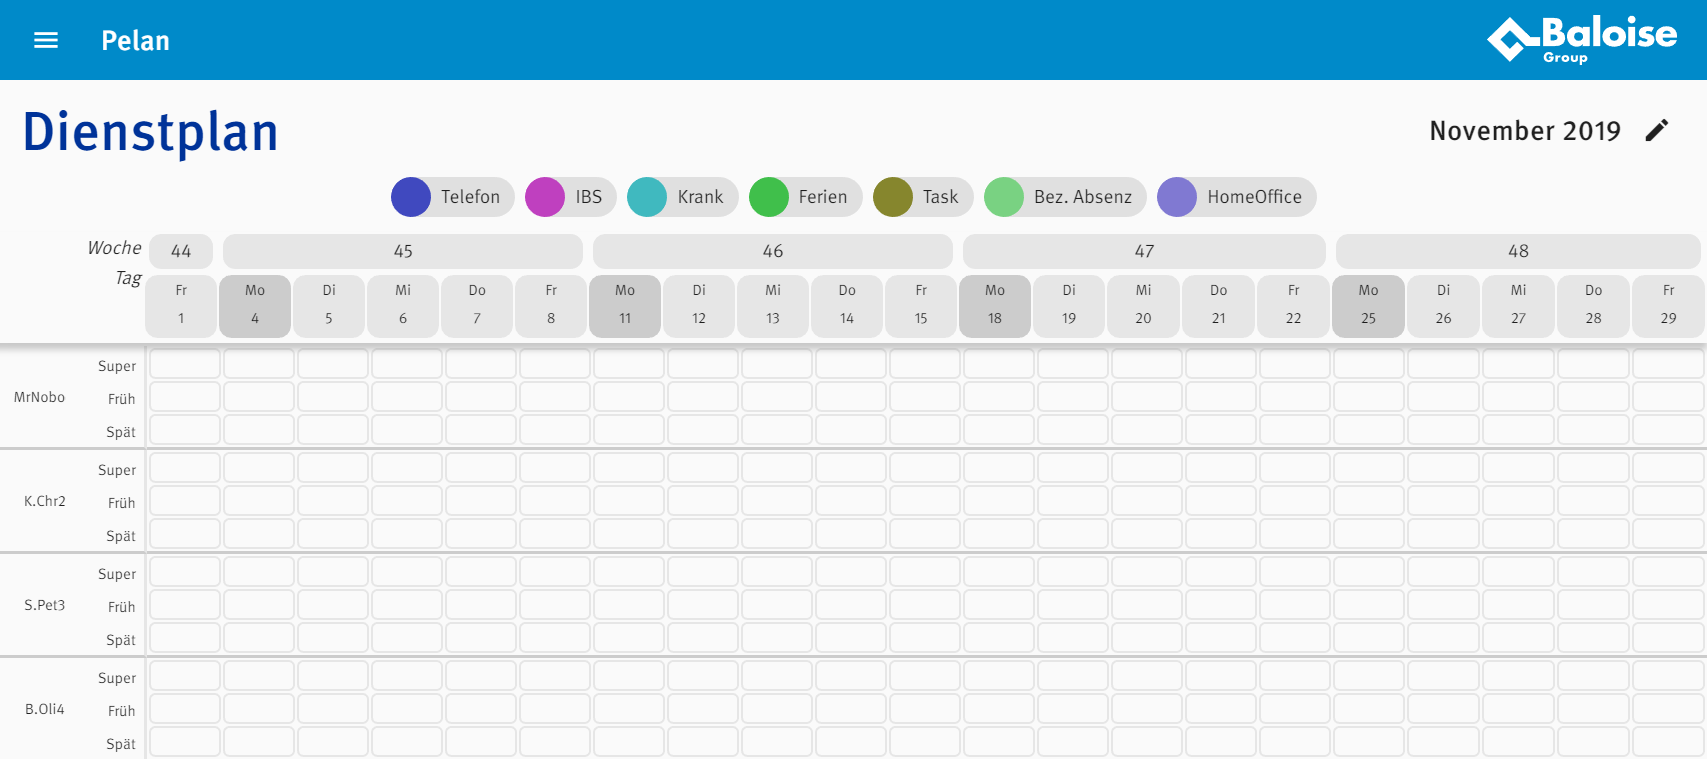 Pelan
Baloise
Group
Dienstplan
November 2019
Telefon IBS Krank Ferien Task Bez. Absenz HomeOffice
Woche 44 45 46 47 48
Tag
Fr Mo Di Mi Do Fr Mo Di Mi Do Fr Mo Di Mi Do Fr Mo Di Mi Do Fr
1 4 5 6 7 8 11 12 13 14 15 18 19 20 21 22 25 26 27 28 29
Super
MrNobo Früh
Spät
Super
K.Chr2 Früh
Spät
Super
S.Pet3 Früh
Spät
Super
B.Oli4 Früh
Spät